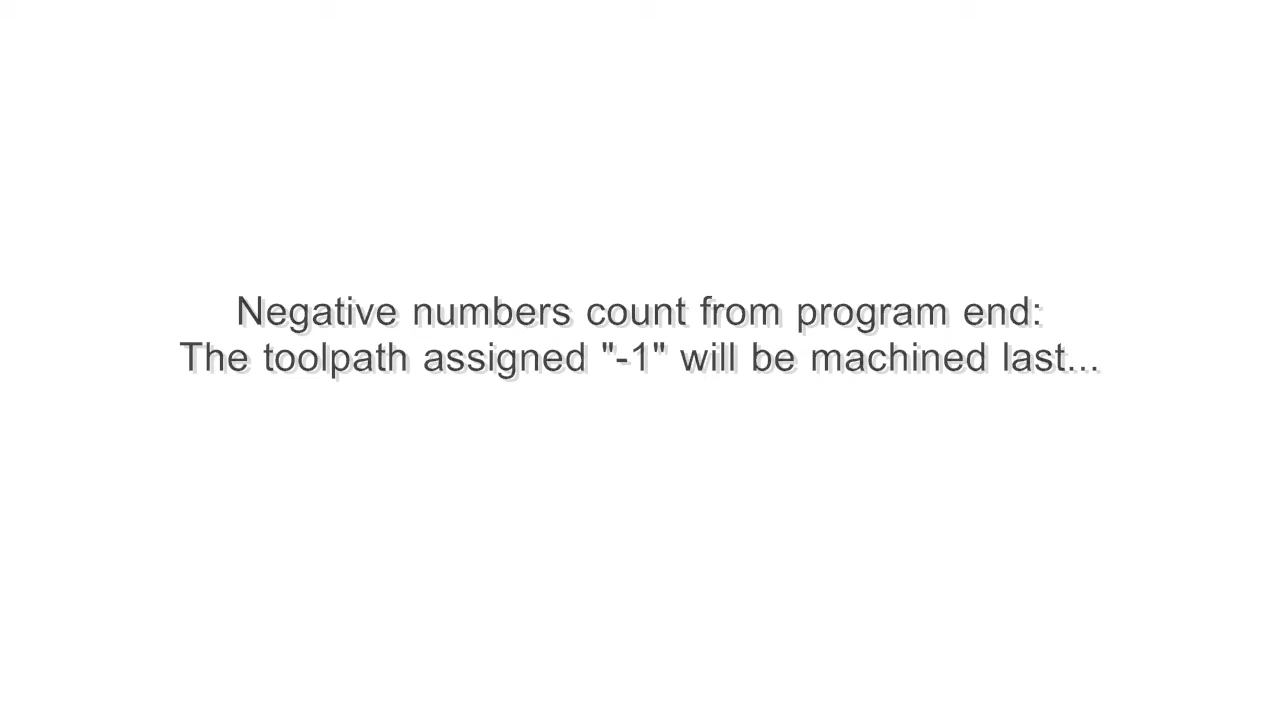 Negative numbers count from program end:
The toolpath assigned "-1" will be machined last...